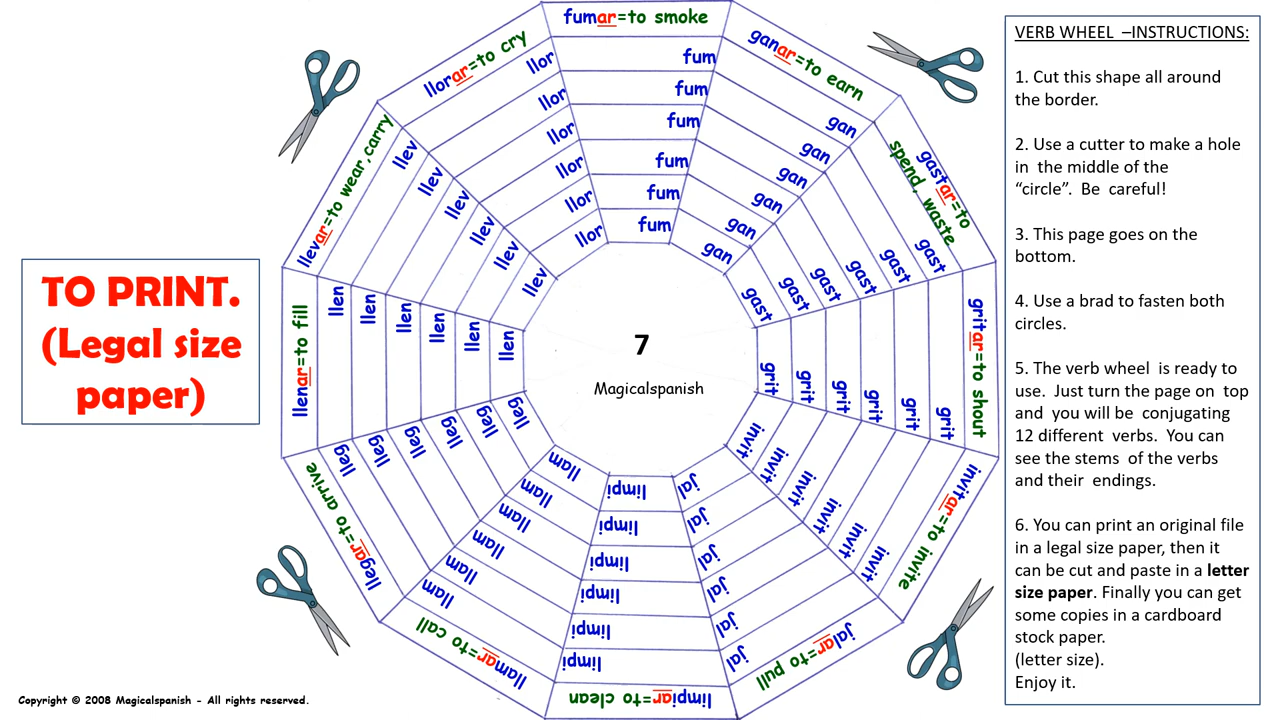 TO PRINT.
(Legal size
paper)
fumar=to smoke
fum
fum
fum
fum
fum
fum
ganar=to earn
gan
gan
gan
gan
gan
gan
gastar=to
spend, waste
gast
gast
gast
gast
gast
gast
gritar=to shout
grit
grit
grit
grit
grit
grit
invitar=to invite
invit
invit
invit
invit
invit
invit
jalar=to pull
jal
jal
jal
jal
jal
jal
limpiar=to clean
limpi
limpi
limpi
limpi
limpi
limpi
llamar=to call
llam
llam
llam
llam
llam
llam
llegar=to arrive
lleg
lleg
lleg
lleg
lleg
lleg
llenar=to fill
llen
llen
llen
llen
llen
llen
llevar=to wear,carry
llev
llev
llev
llev
llev
llev
llorar=to cry
llor
llor
llor
llor
llor
llor
7
Magicalspanish
VERB WHEEL –INSTRUCTIONS:
1. Cut this shape all around
the border.
2. Use a cutter to make a hole
in the middle of the
“circle”. Be careful!
3. This page goes on the
bottom.
4. Use a brad to fasten both
circles.
5. The verb wheel is ready to
use. Just turn the page on top
and you will be conjugating
12 different verbs. You can
see the stems of the verbs
and their endings.
6. You can print an original file
in a legal size paper, then it
can be cut and paste in a letter
size paper. Finally you can get
some copies in a cardboard
stock paper.
(letter size).
Enjoy it.
Copyright © 2008 Magicalspanish - All rights reserved.